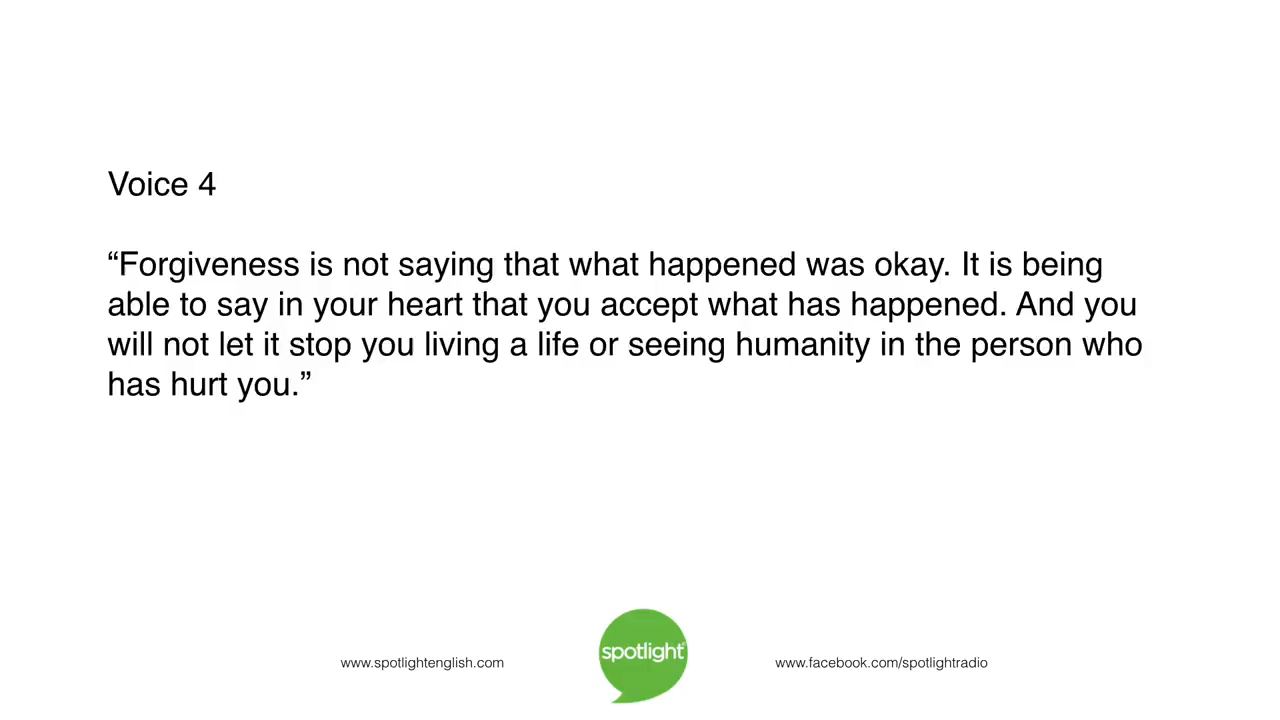 Voice 4
“Forgiveness is not saying that what happened was okay. It is being
able to say in your heart that you accept what has happened. And you
will not let it stop you living a life or seeing humanity in the person who
has hurt you.”
www.spotlightenglish.com
spotlight
www.facebook.com/spotlightradio